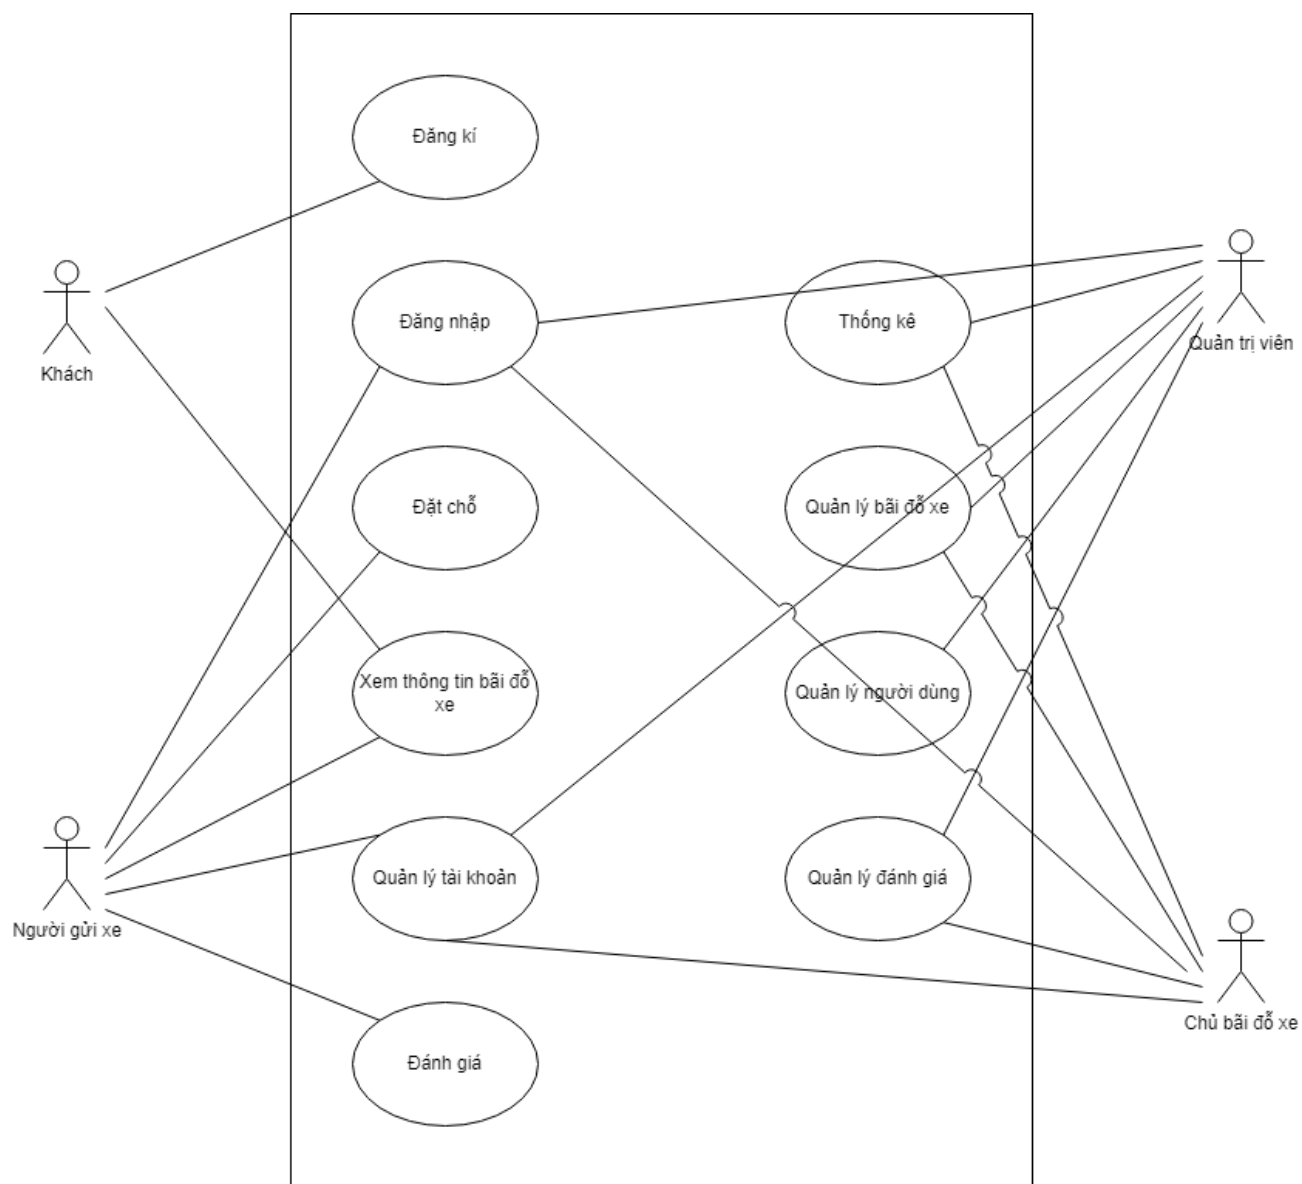 Đăng kí
Đăng nhập
Thống kê
Quản trị viên
Khách
Đặt chỗ
Quản lý bãi đỗ xe
Xem thông tin bãi đỗ
xe
Quản lý người dùng
Quản lý tài khoản
Quản lý đánh giá
Người gửi xe
Chủ bãi đỗ xe
Đánh giá